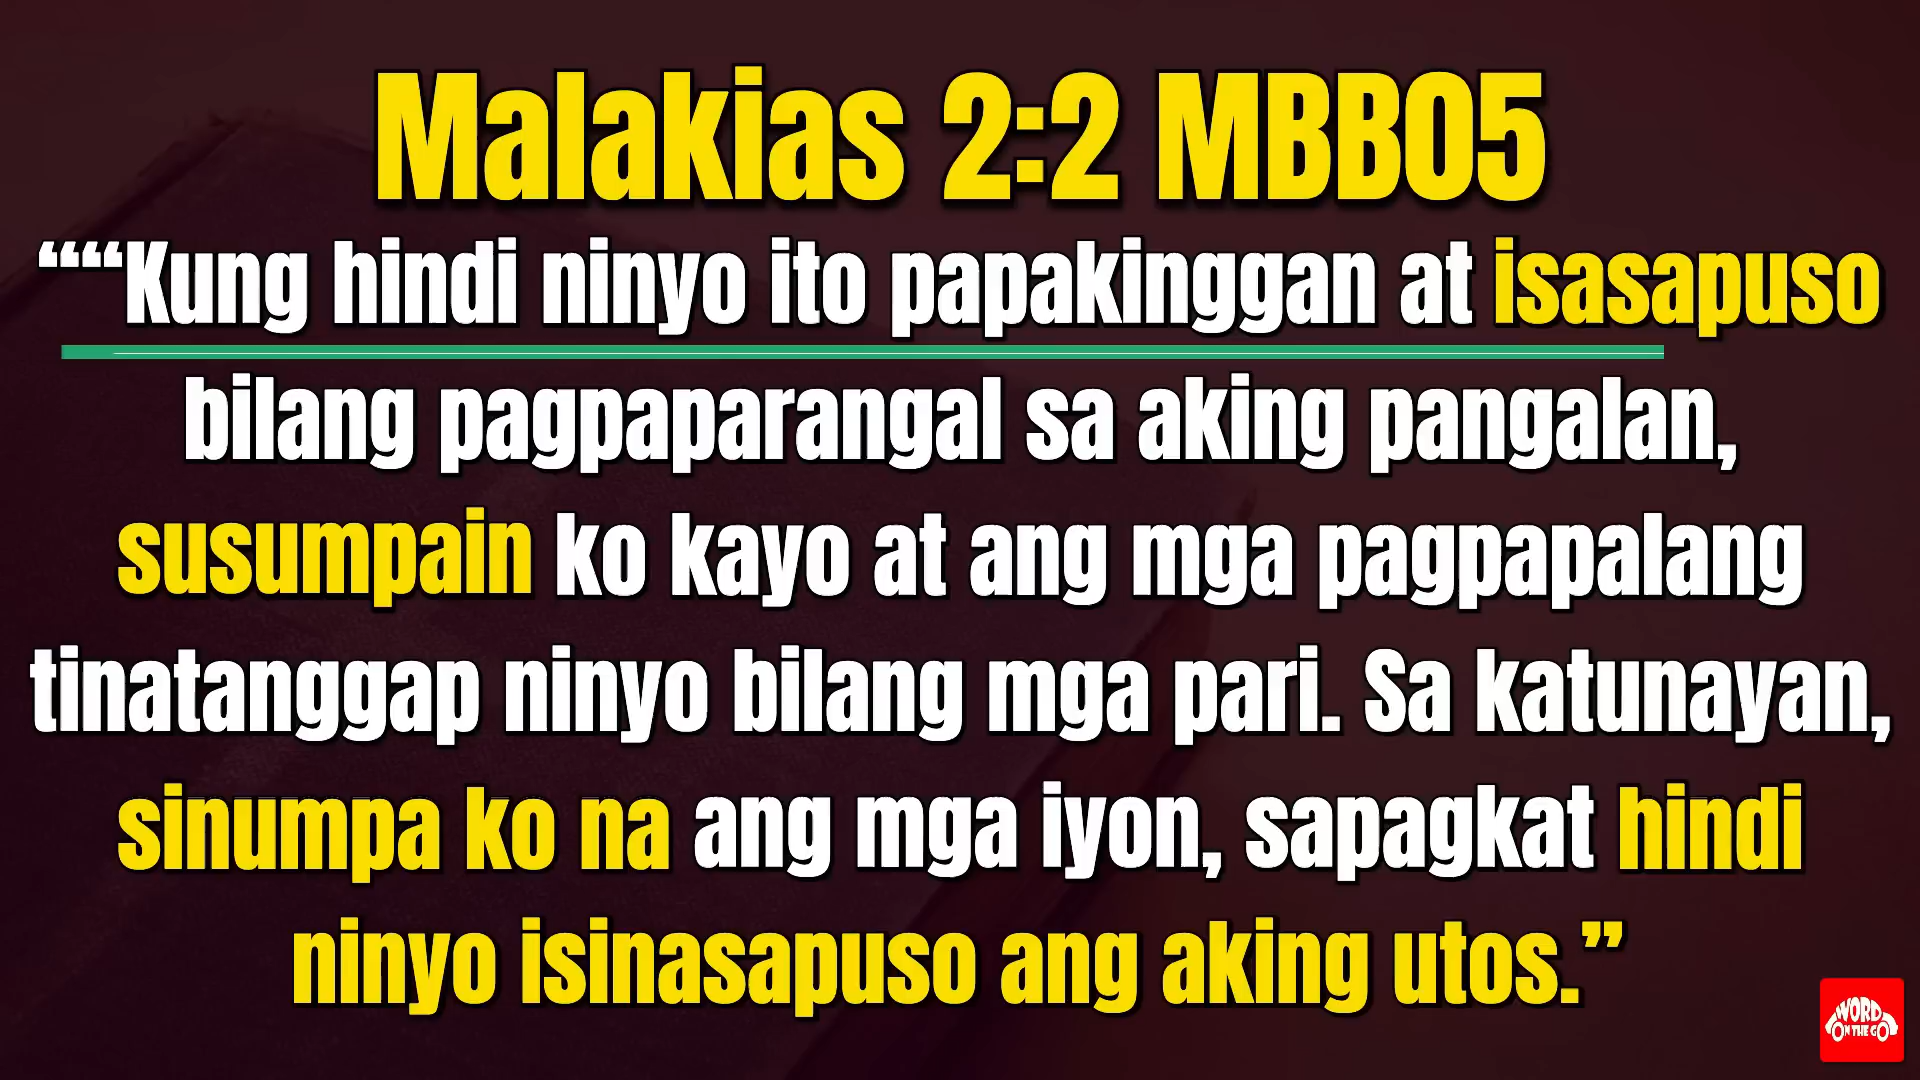 Malakias 2:2 MBB05
““Kung hindi ninyo ito papakinggan at isasapuso
bilang pagpaparangal sa aking pangalan,
susumpain ko kayo at ang mga pagpapalang
tinatanggap ninyo bilang mga pari. Sa katunayan,
sinumpa ko na ang mga iyon, sapagkat hindi
ninyo isinasapuso ang aking utos.”
WORD
ON THE GO